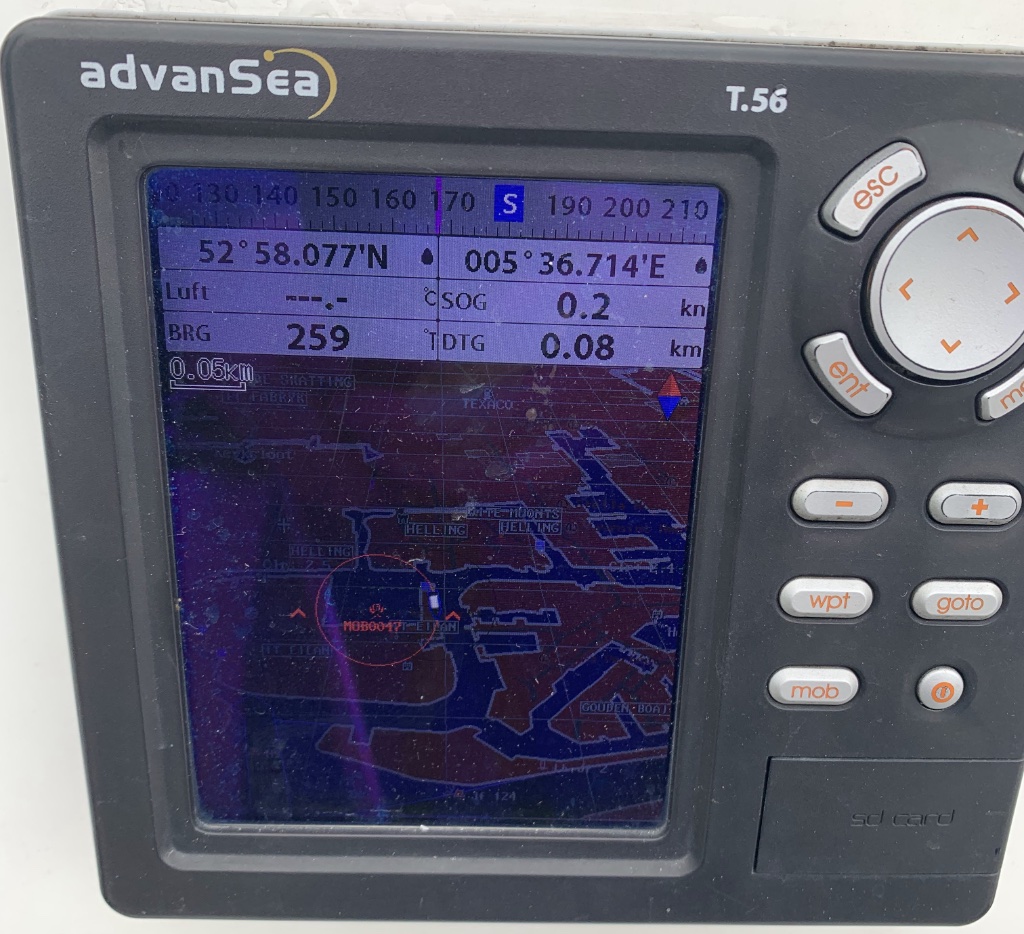 advanSea
T.56
130 140 150 160 170 S 190 200 210
52°58.077'N 005°36.714'E
Luft ---.- °C SOG 0.2 kn
BRG 259 °T DTG 0.08 km
0.05km
SKATTING
TEXACO
HELLING
HELLING
HELLING
MOB0047
124
esc
ent
- +
wpt goto
mob
sd card